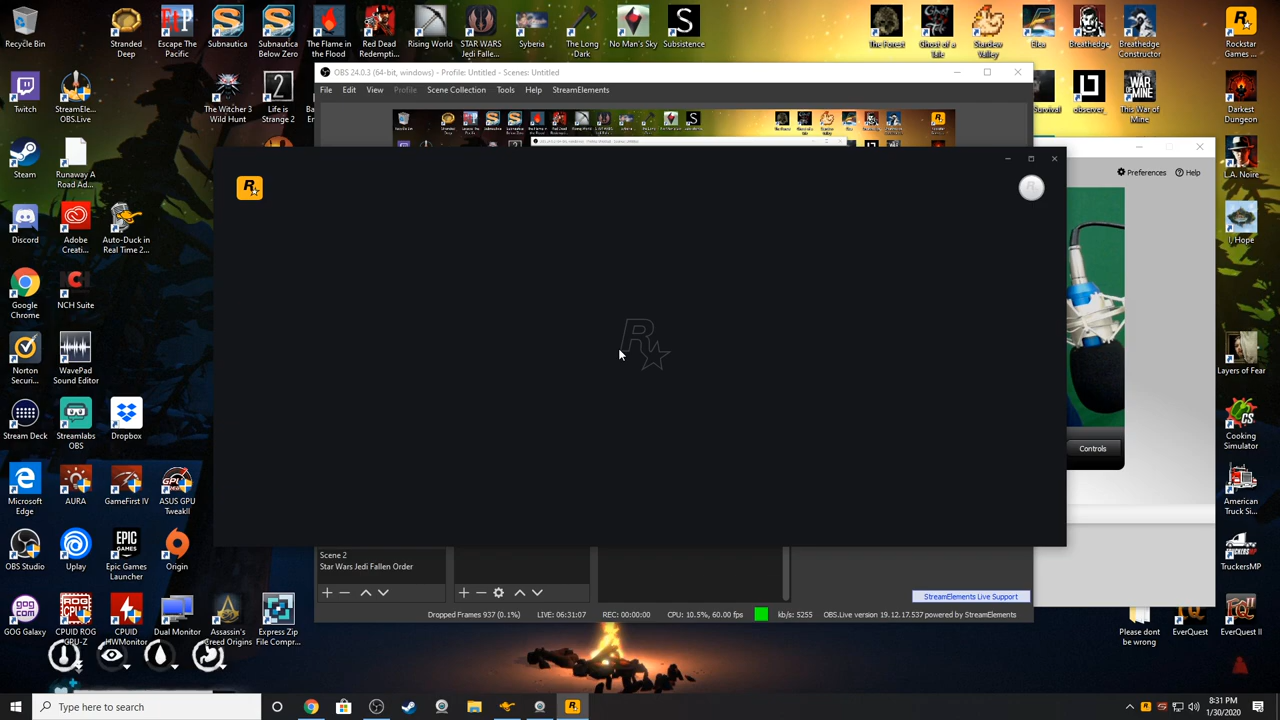 Recycle Bin
Stranded Deep
Escape The Pacific
Subnautica
Subnautica Below Zero
The Flame in the Flood
Red Dead Redempti...
Rising World
STAR WARS Jedi Falle...
Syberia
The Long Dark
No Man's Sky
Subsistence
The Forest
Ghost of a Tale
Stardew Valley
Elea
Breathedge
Breathedge Constructor
Rockstar Games ...
OBS 24.0.3 (64-bit, windows) - Profile: Untitled - Scenes: Untitled
File Edit View Profile Scene Collection Tools Help StreamElements
Twitch
StreamEle... OBS.Live
The Witcher 3 Wild Hunt
Life is Strange 2
Survival
observer_
This War of Mine
Darkest Dungeon
Steam
Runaway A Road Ad...
Preferences Help
L.A. Noire
Discord
Adobe Creati...
Auto-Duck in Real Time 2...
I, Hope
Google Chrome
NCH Suite
Norton Securi...
WavePad Sound Editor
Layers of Fear
Stream Deck
Streamlabs OBS
Dropbox
Controls
Cooking Simulator
Microsoft Edge
AURA
GameFirst IV
ASUS GPU TweakII
American Truck Si...
OBS Studio
Uplay
Epic Games Launcher
Origin
Scene 2
Star Wars Jedi Fallen Order
TruckersMP
StreamElements Live Support
GOG Galaxy
CPUID ROG GPU-Z
CPUID HWMonitor
Dual Monitor
Assassin's Creed Origins
Express Zip File Compr...
Dropped Frames 937 (0.1%) LIVE: 06:31:07 REC: 00:00:00 CPU: 10.5%, 60.00 fps kb/s: 5255 OBS.Live version 19.12.17.537 powered by StreamElements
Please dont be wrong
EverQuest
EverQuest II
Type here to search
8:31 PM
1/30/2020